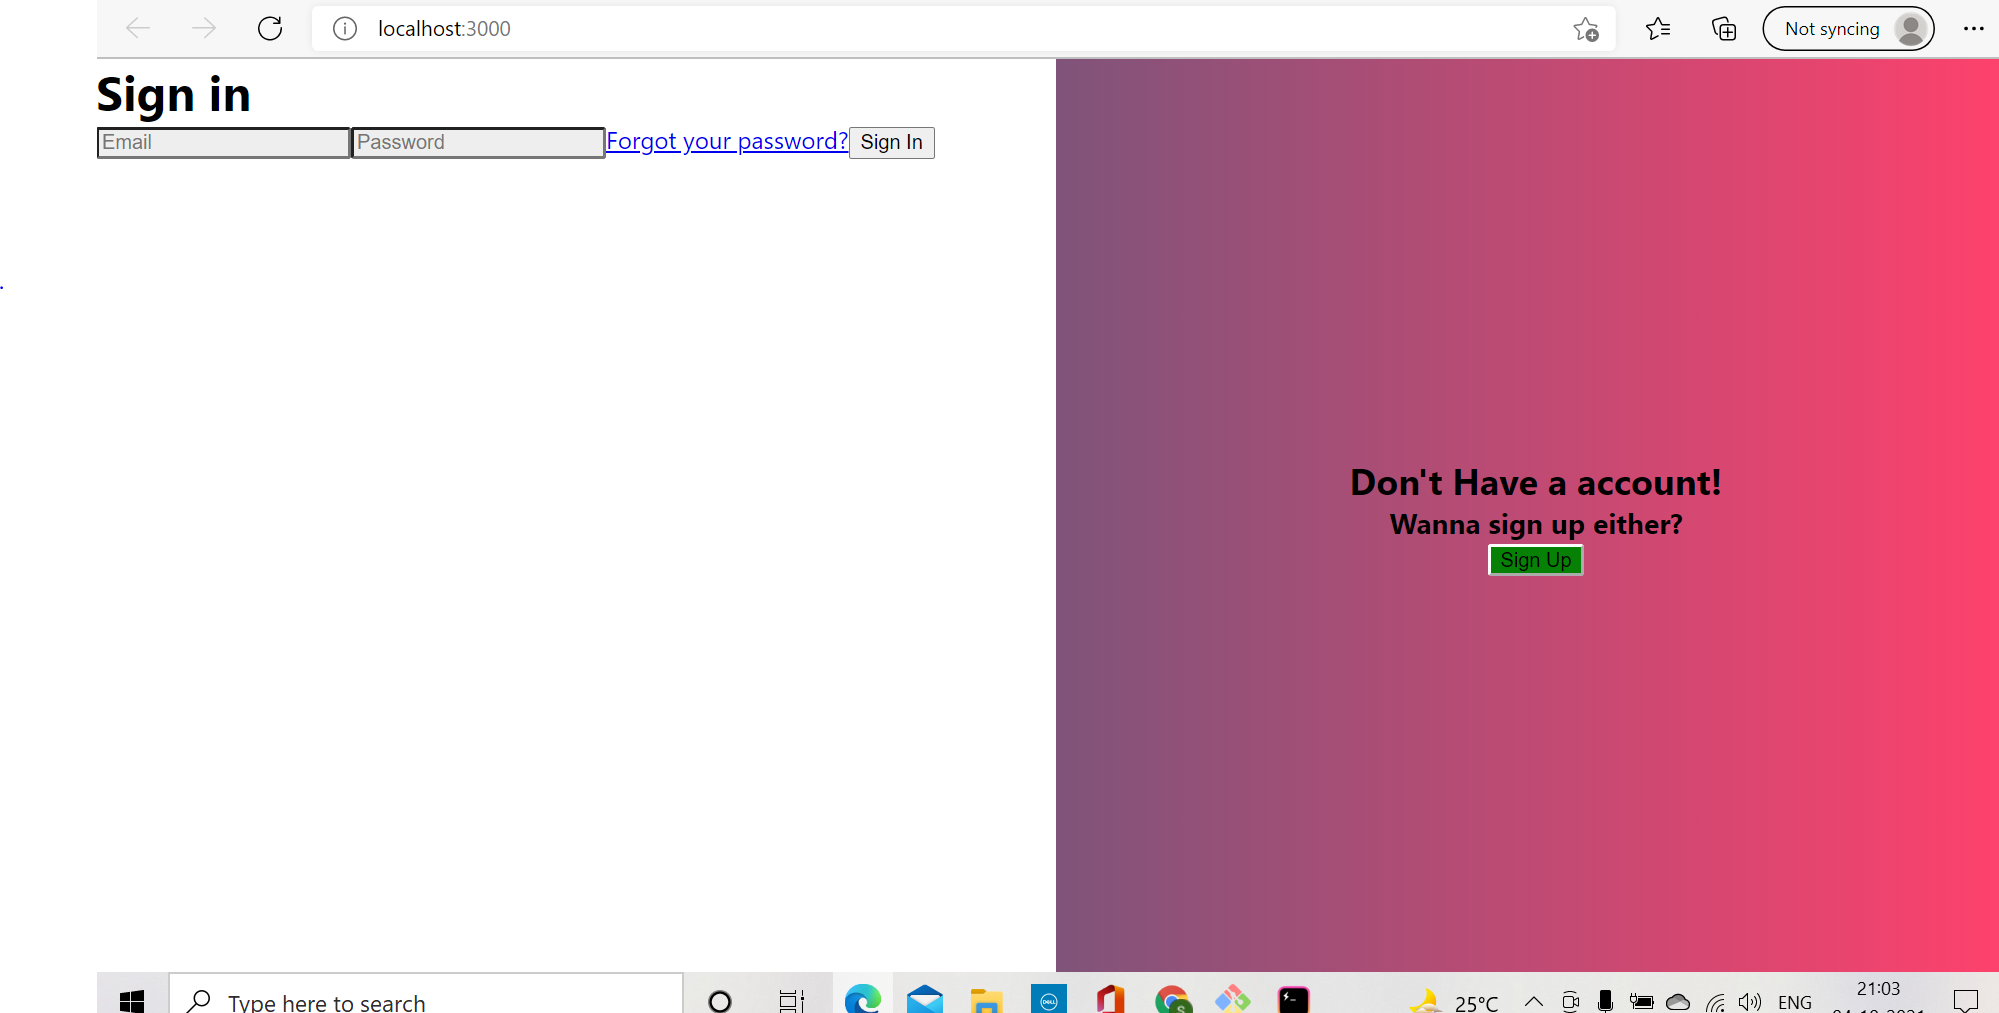 localhost:3000
Not syncing
Sign in
Email Password Forgot your password? Sign In
Don't Have a account!
Wanna sign up either?
Sign Up
Type here to search
DELL
S
25°C
ENG
21:03